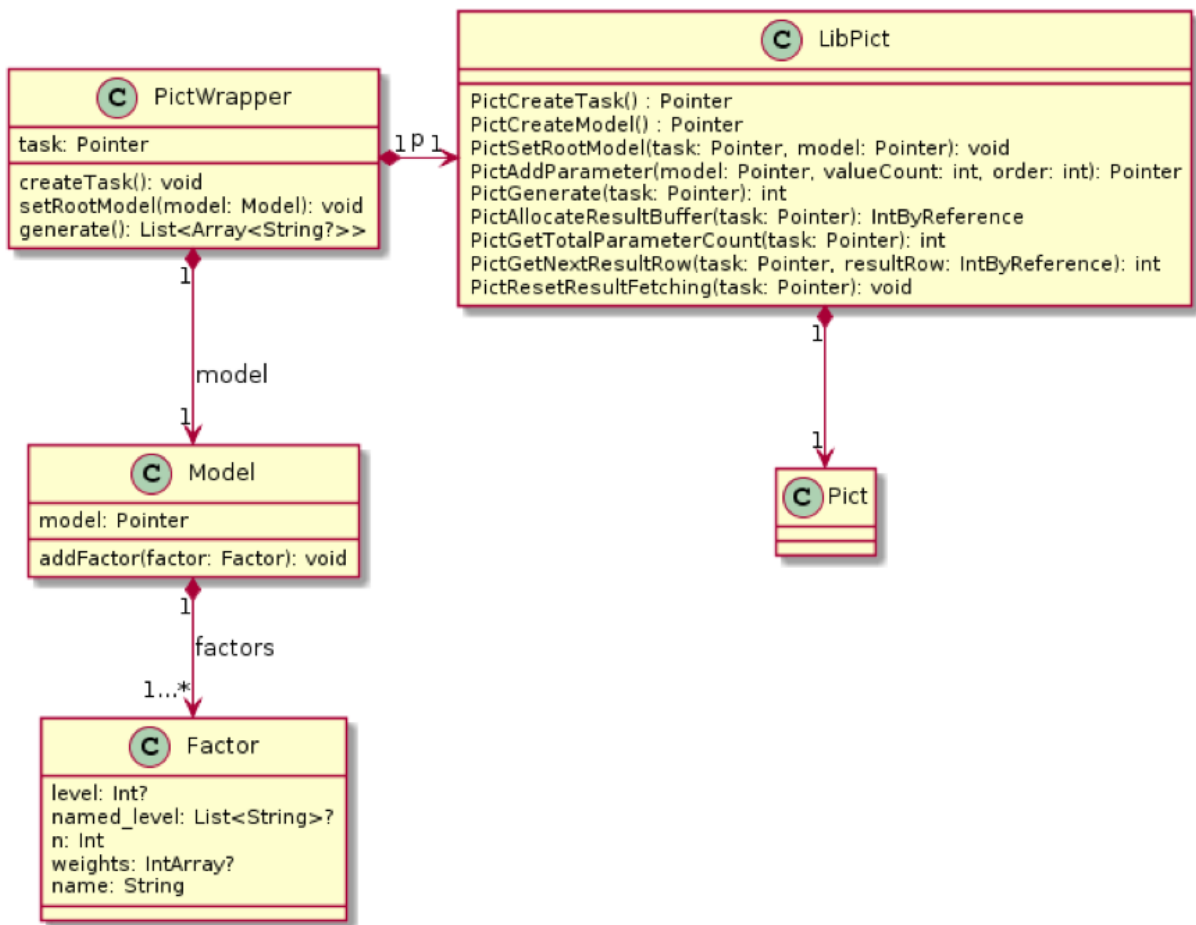 C PictWrapper
task: Pointer
createTask(): void
setRootModel(model: Model): void
generate(): List<Array<String?>>
1 p 1
C LibPict
PictCreateTask() : Pointer
PictCreateModel() : Pointer
PictSetRootModel(task: Pointer, model: Pointer): void
PictAddParameter(model: Pointer, valueCount: int, order: int): Pointer
PictGenerate(task: Pointer): int
PictAllocateResultBuffer(task: Pointer): IntByReference
PictGetTotalParameterCount(task: Pointer): int
PictGetNextResultRow(task: Pointer, resultRow: IntByReference): int
PictResetResultFetching(task: Pointer): void
1
model
1
1
1
C Model
model: Pointer
addFactor(factor: Factor): void
C Pict
1
factors
1...*
C Factor
level: Int?
named_level: List<String>?
n: Int
weights: IntArray?
name: String